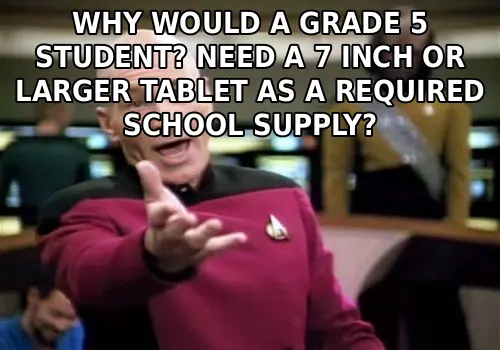 WHY WOULD A GRADE 5
STUDENT? NEED A 7 INCH OR
LARGER TABLET AS A REQUIRED
SCHOOL SUPPLY?